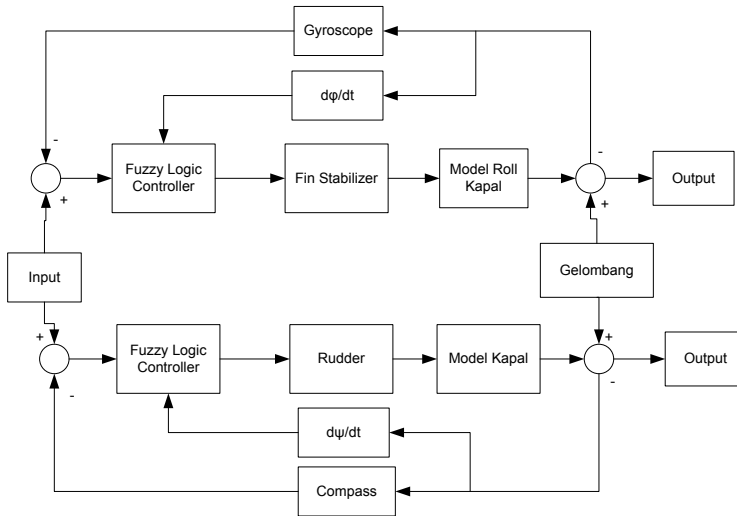 Gyroscope
dφ/dt
-
-
Fuzzy Logic
Controller
Fin Stabilizer
Model Roll
Kapal
Output
+
+
Input
Gelombang
+
+
Fuzzy Logic
Controller
Rudder
Model Kapal
Output
-
-
dψ/dt
Compass